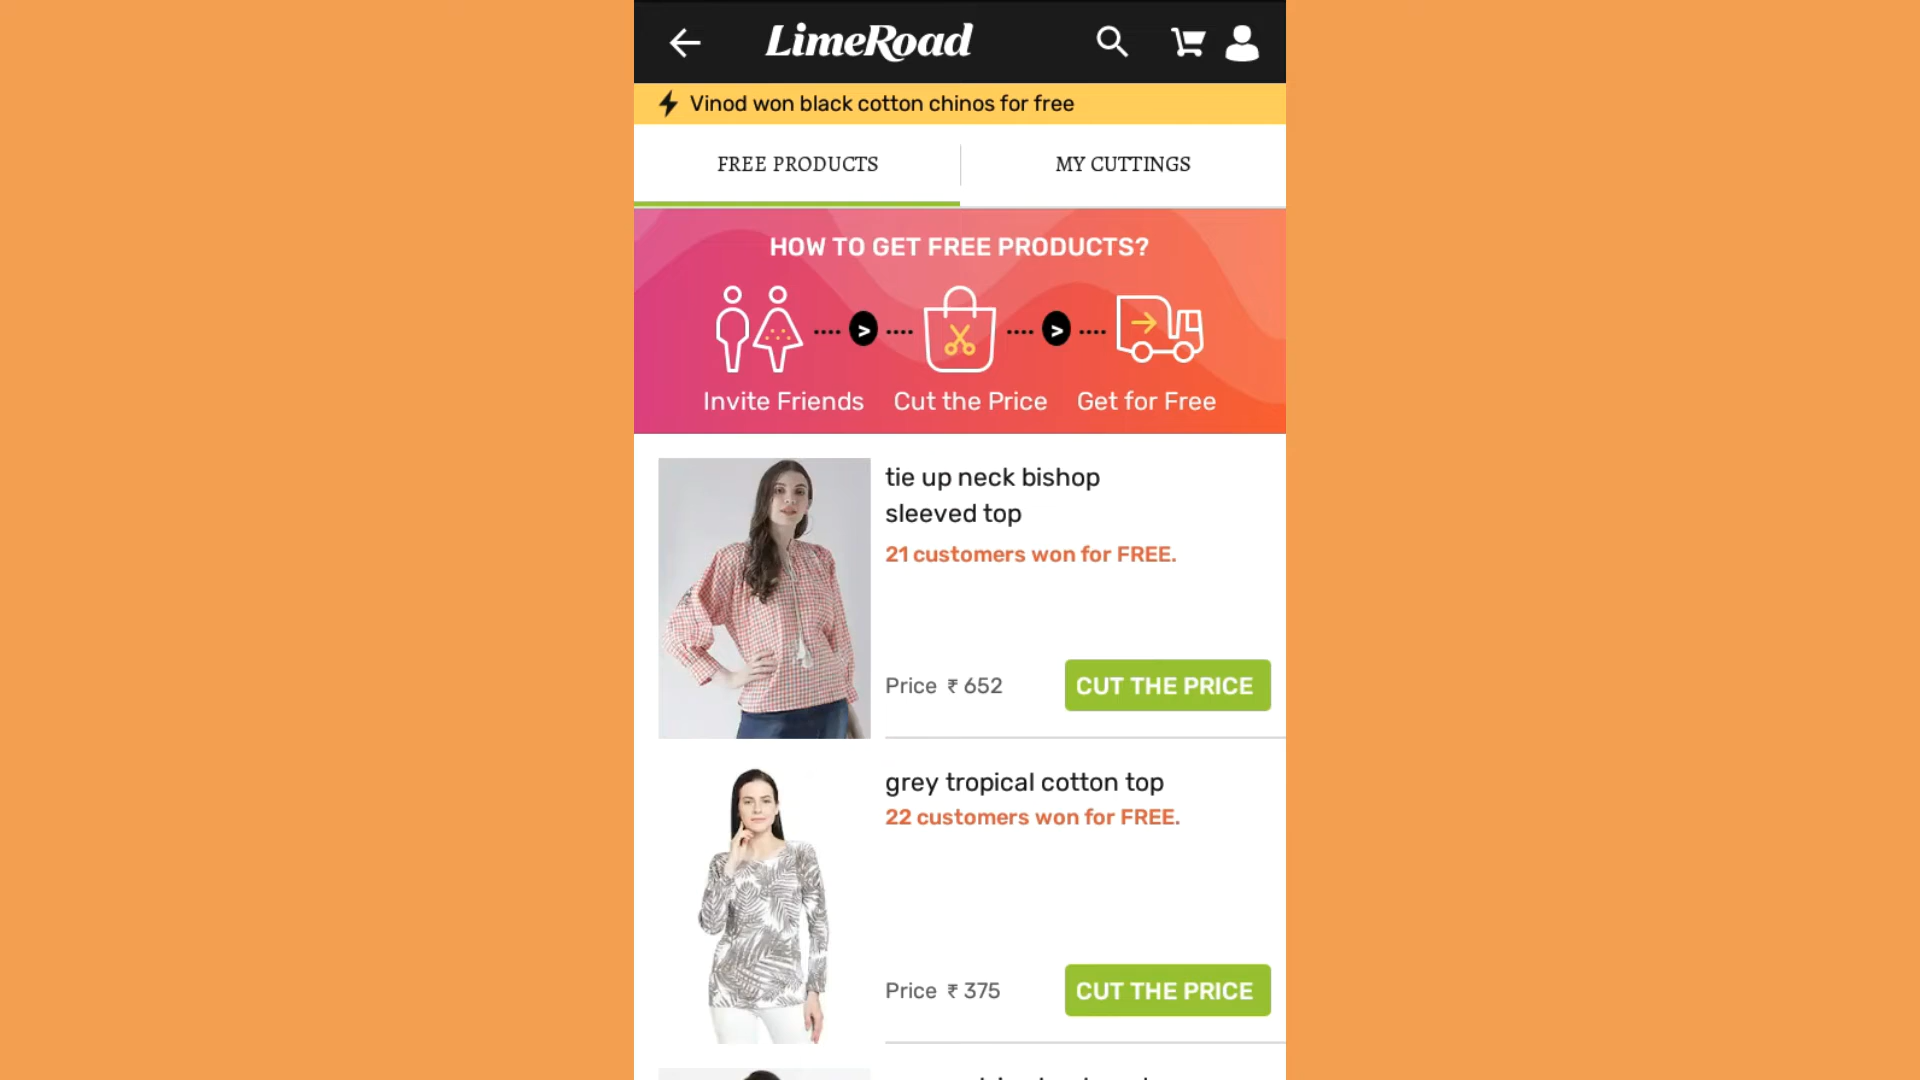 LimeRoad
Vinod won black cotton chinos for free
FREE PRODUCTS
MY CUTTINGS
HOW TO GET FREE PRODUCTS?
Invite Friends
Cut the Price
Get for Free
tie up neck bishop
sleeved top
21 customers won for FREE.
Price ₹ 652
CUT THE PRICE
grey tropical cotton top
22 customers won for FREE.
Price ₹ 375
CUT THE PRICE